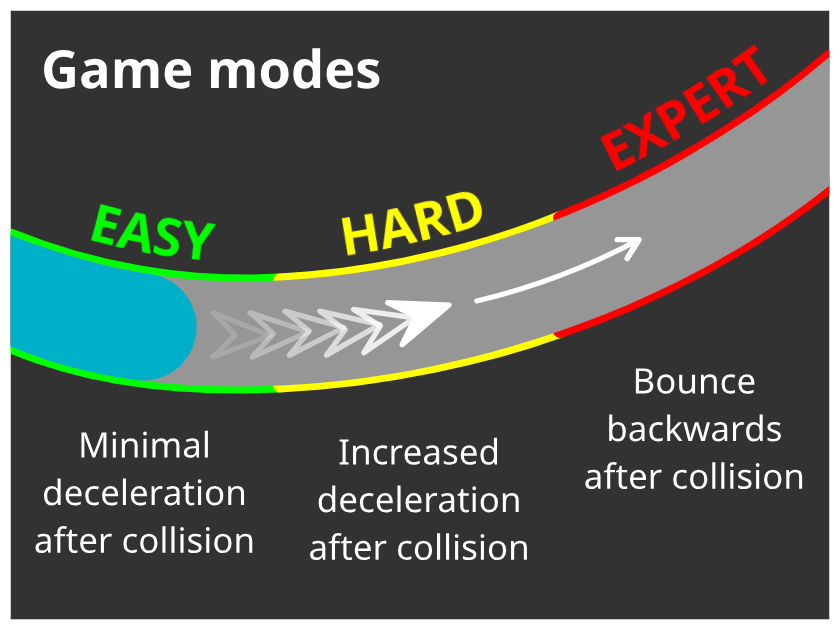 Game modes
EASY
HARD
EXPERT
Minimal
deceleration
after collision
Increased
deceleration
after collision
Bounce
backwards
after collision